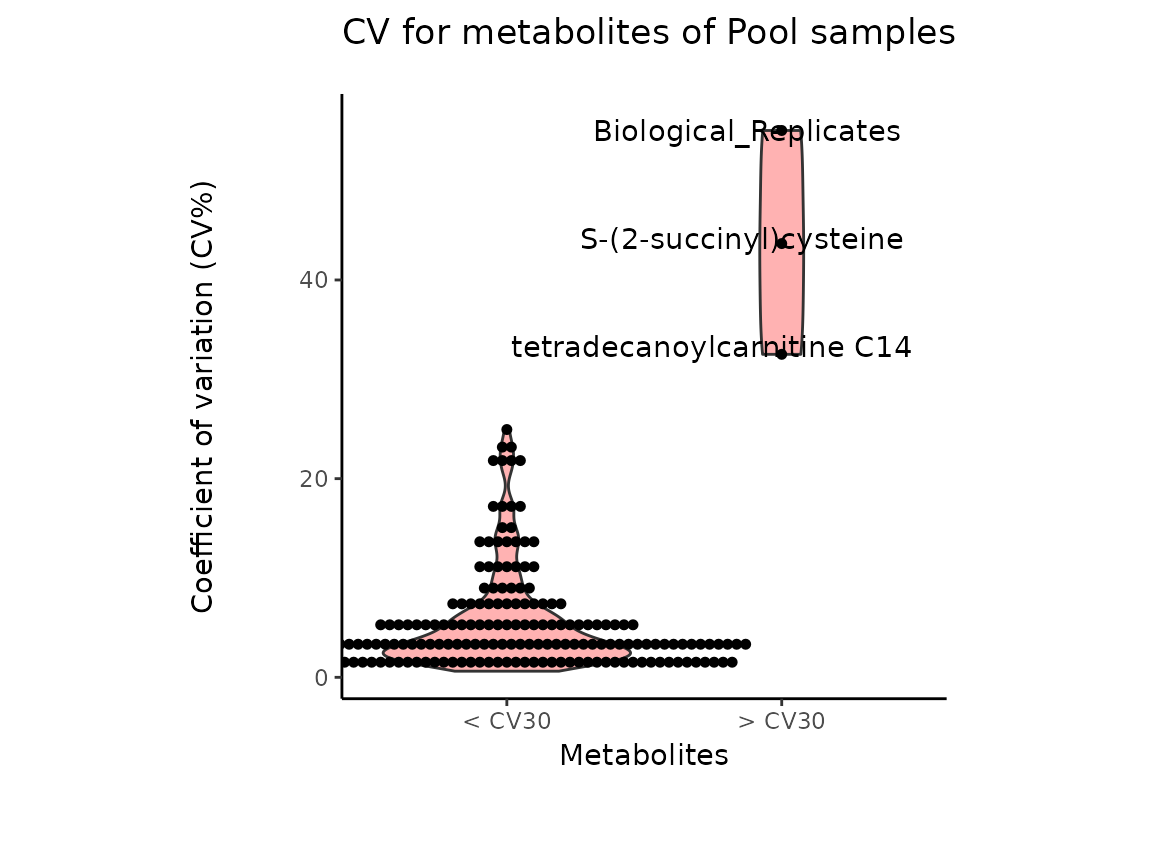 CV for metabolites of Pool samples
Biological_Replicates
S-(2-succinyl)cysteine
tetradecanoylcarnitine C14
Coefficient of variation (CV%)
40
20
0
< CV30
> CV30
Metabolites